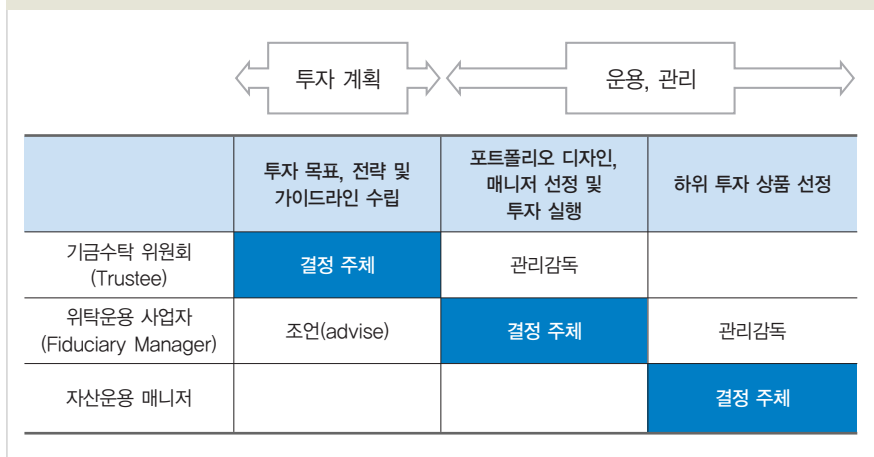 투자 계획
운용, 관리
투자 목표, 전략 및
가이드라인 수립
포트폴리오 디자인,
매니저 선정 및
투자 실행
하위 투자 상품 선정
기금수탁 위원회
(Trustee)
결정 주체
관리감독
위탁운용 사업자
(Fiduciary Manager)
조언(advise)
결정 주체
관리감독
자산운용 매니저
결정 주체